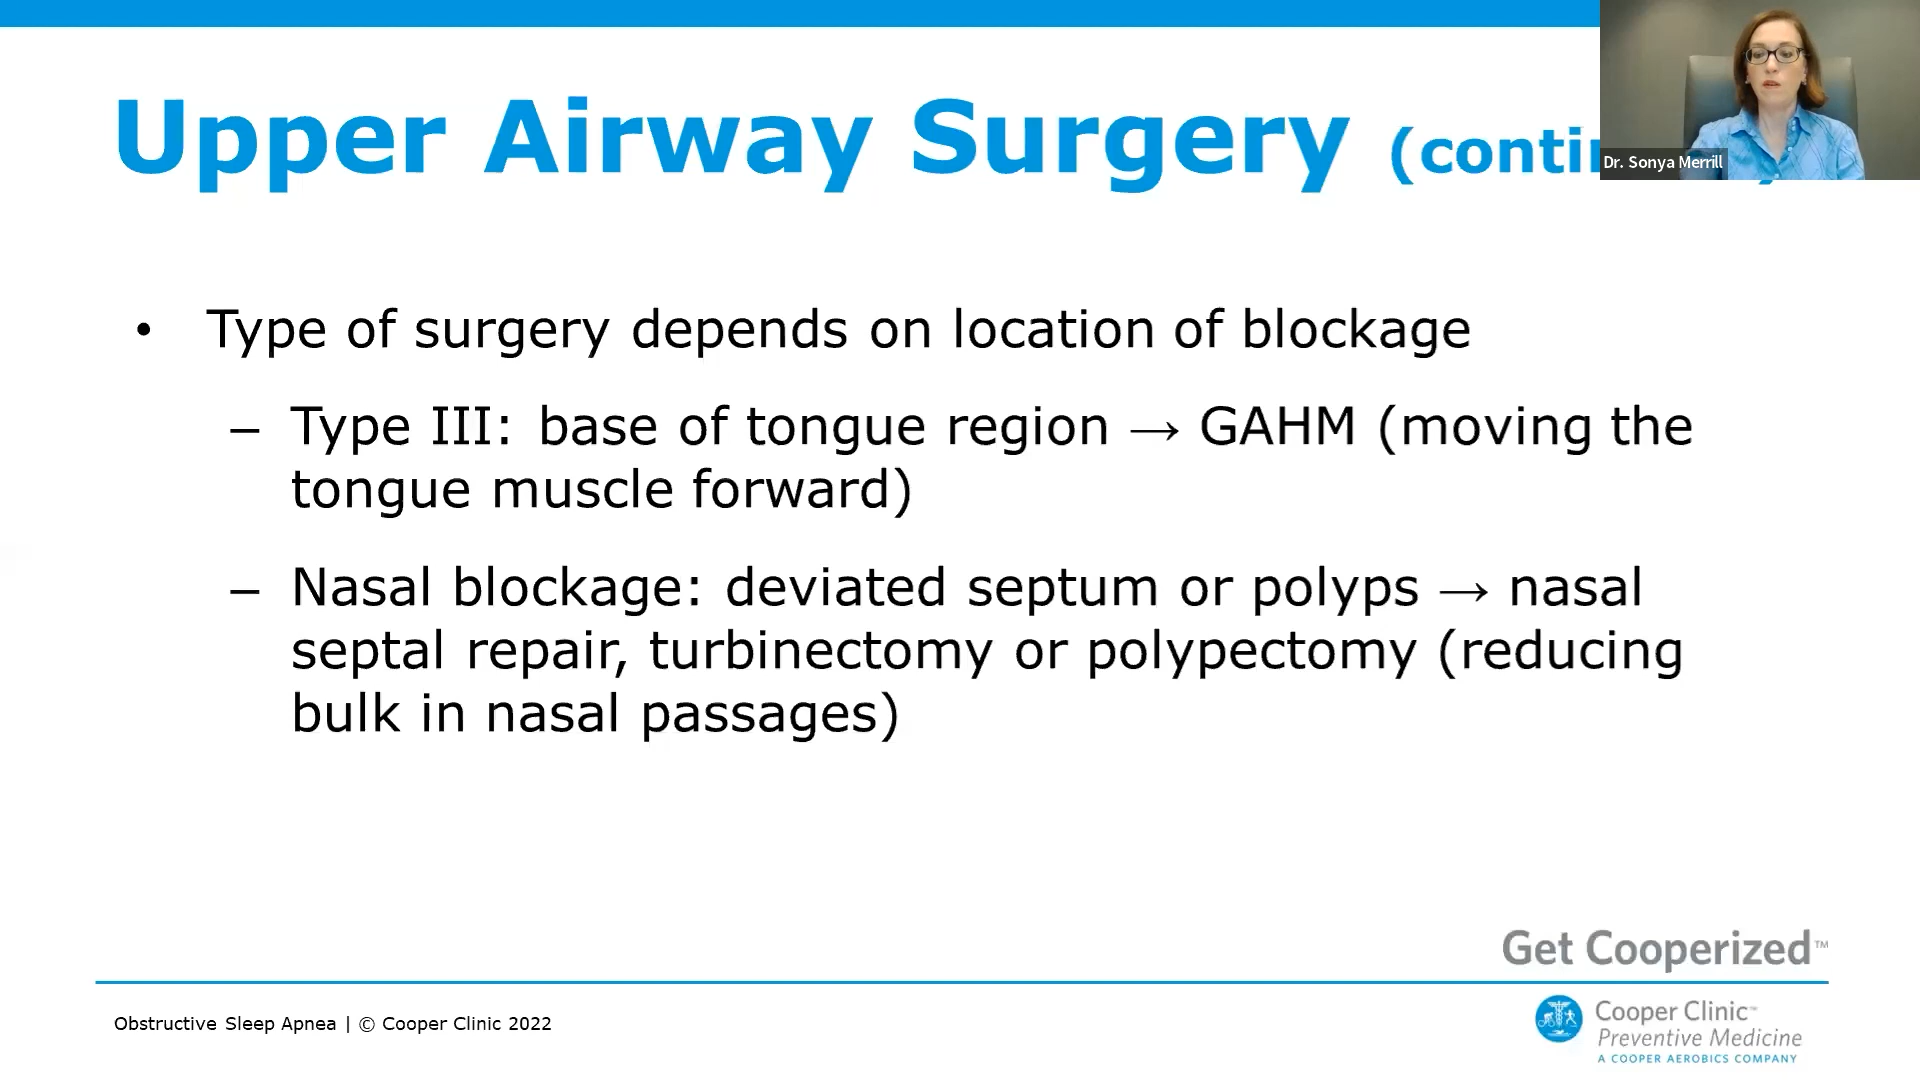 Upper Airway Surgery
Dr. Sonya Merrill
• Type of surgery depends on location of blockage
– Type III: base of tongue region → GAHM (moving the
tongue muscle forward)
– Nasal blockage: deviated septum or polyps → nasal
septal repair, turbinectomy or polypectomy (reducing
bulk in nasal passages)
Get Cooperized™
Obstructive Sleep Apnea | © Cooper Clinic 2022
Cooper Clinic™
Preventive Medicine
A COOPER AEROBICS COMPANY